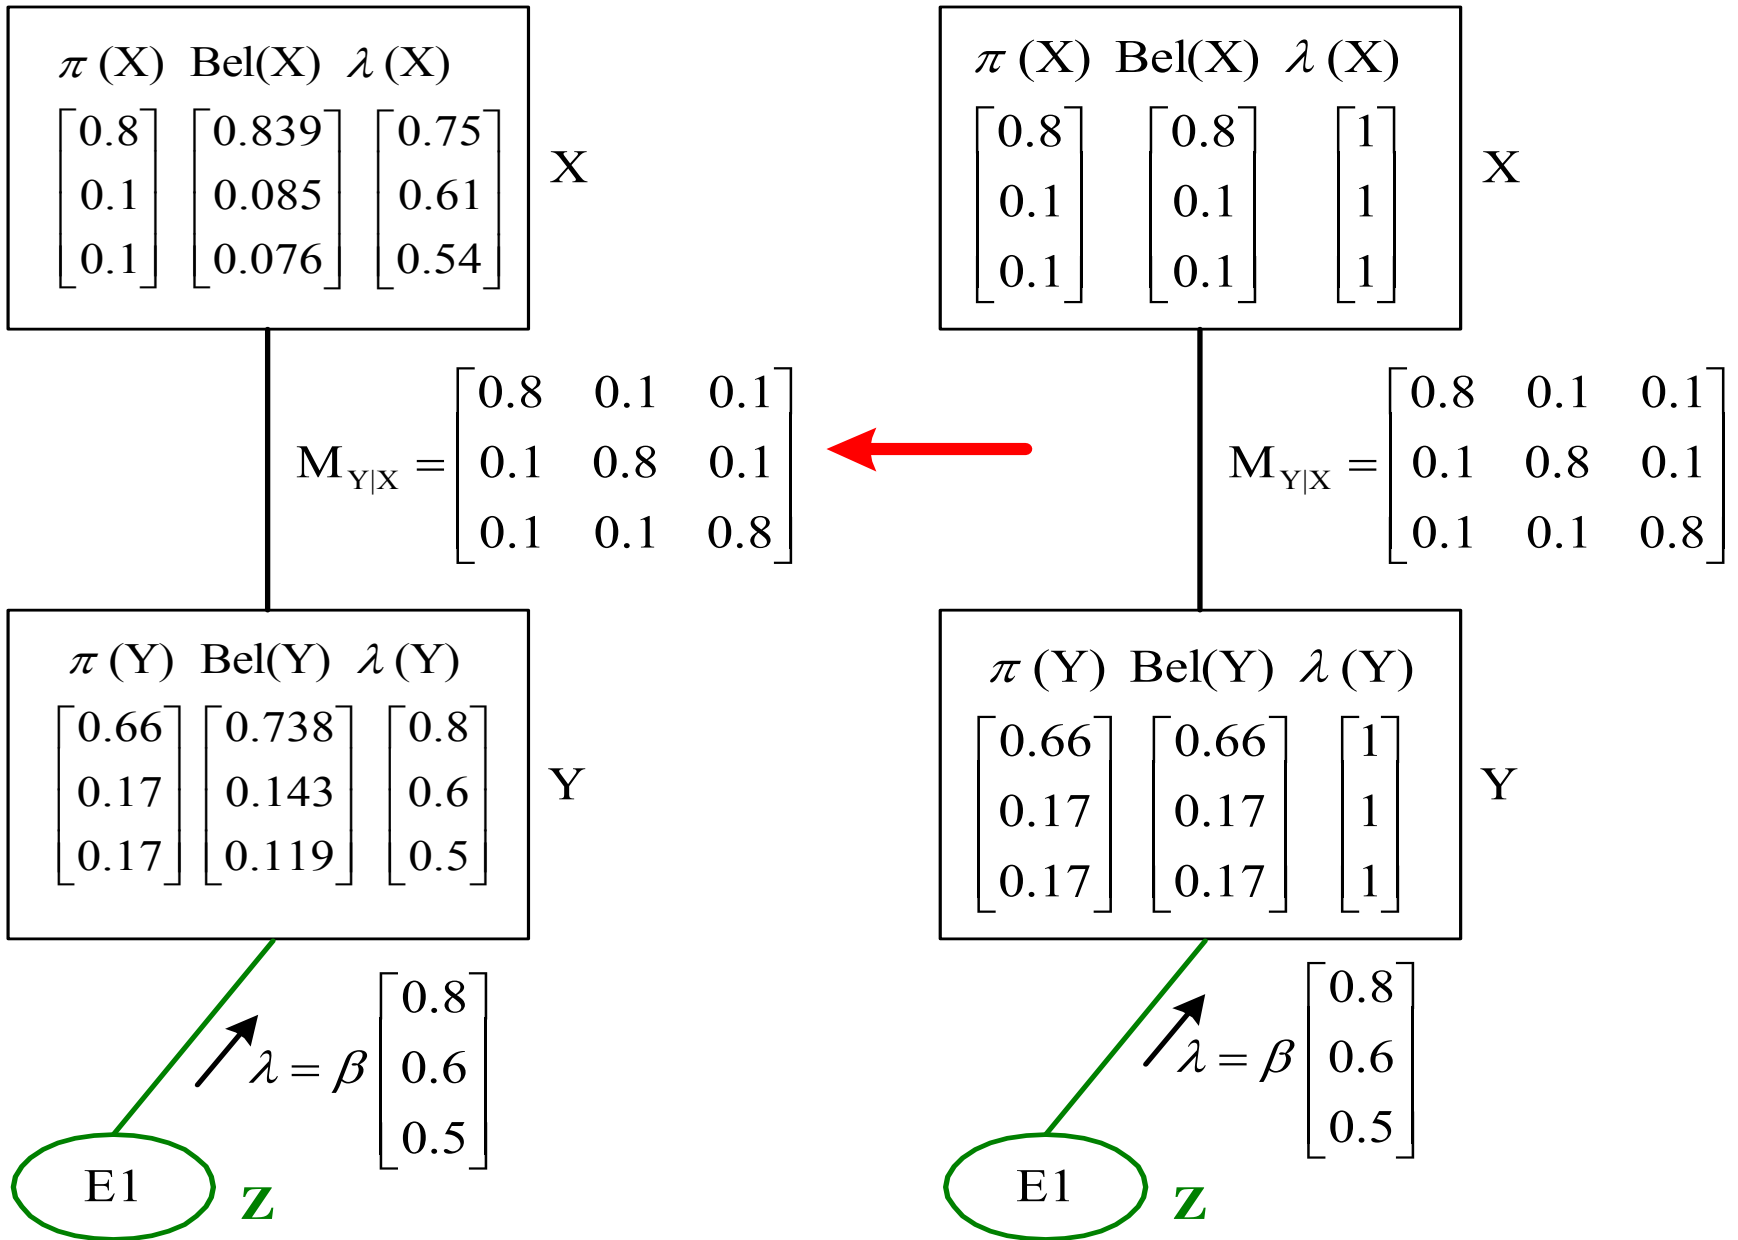 π (X) Bel(X) λ (X)
0.8 0.839 0.75
0.1 0.085 0.61
0.1 0.076 0.54
X
M Y|X = 0.8 0.1 0.1
0.1 0.8 0.1
0.1 0.1 0.8
π (Y) Bel(Y) λ (Y)
0.66 0.738 0.8
0.17 0.143 0.6
0.17 0.119 0.5
Y
λ = β 0.8
0.6
0.5
E1
Z
π (X) Bel(X) λ (X)
0.8 0.8 1
0.1 0.1 1
0.1 0.1 1
X
M Y|X = 0.8 0.1 0.1
0.1 0.8 0.1
0.1 0.1 0.8
π (Y) Bel(Y) λ (Y)
0.66 0.66 1
0.17 0.17 1
0.17 0.17 1
Y
λ = β 0.8
0.6
0.5
E1
Z